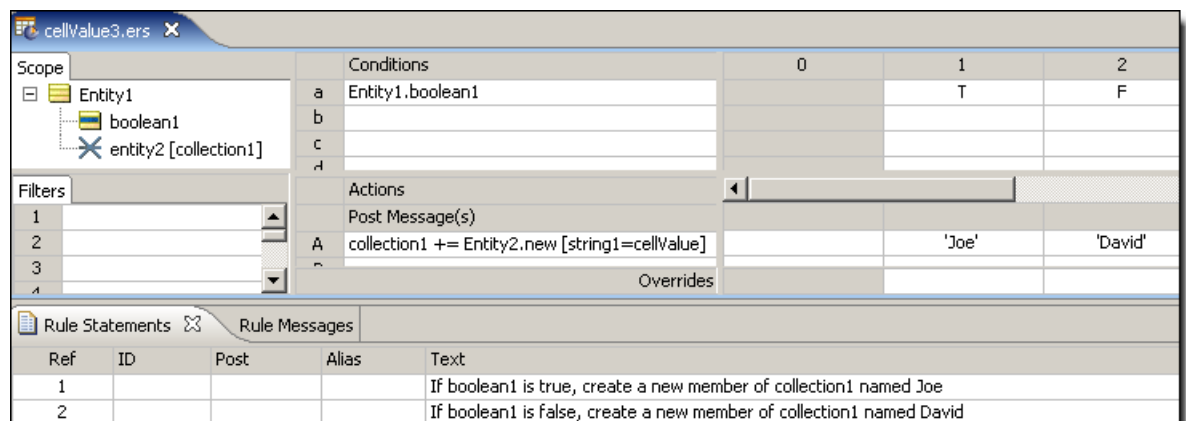 cellValue3.ers
Scope
Entity1
boolean1
entity2 [collection1]
Conditions 0 1 2
a Entity1.boolean1 T F
b
c
d
Filters
1
2
3
4
Actions
Post Message(s)
A collection1 += Entity2.new [string1=cellValue] 'Joe' 'David'
Overrides
Rule Statements Rule Messages
Ref ID Post Alias Text
1 If boolean1 is true, create a new member of collection1 named Joe
2 If boolean1 is false, create a new member of collection1 named David